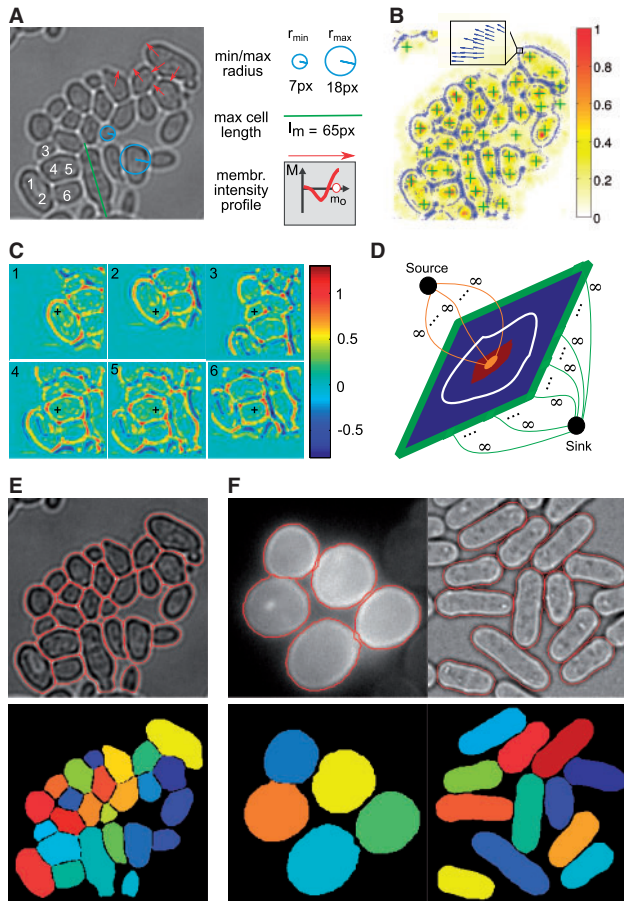 A
min/max
radius
r_min
r_max
7px
18px
max cell
length
l_m = 65px
membr.
intensity
profile
M
m_o
3
4
5
1
2
6
B
1
0.8
0.6
0.4
0.2
0
C
1
2
3
4
5
6
1
0.5
0
-0.5
D
Source
∞
∞
∞
∞
∞
∞
∞
∞
Sink
E
F